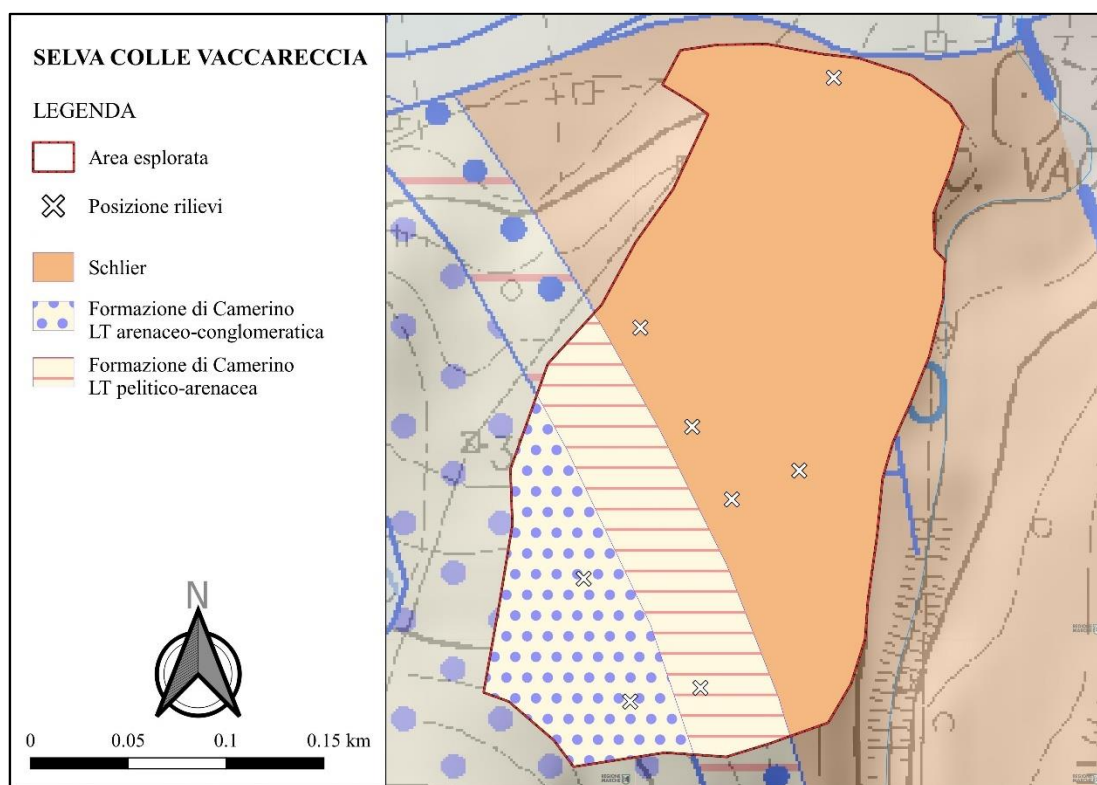 SELVA COLLE VACCARECCIA
LEGENDA
Area esplorata
Posizione rilievi
Schlier
Formazione di Camerino
LT arenaceo-conglomeratica
Formazione di Camerino
LT pelitico-arenacea
N
0 0.05 0.1 0.15 km